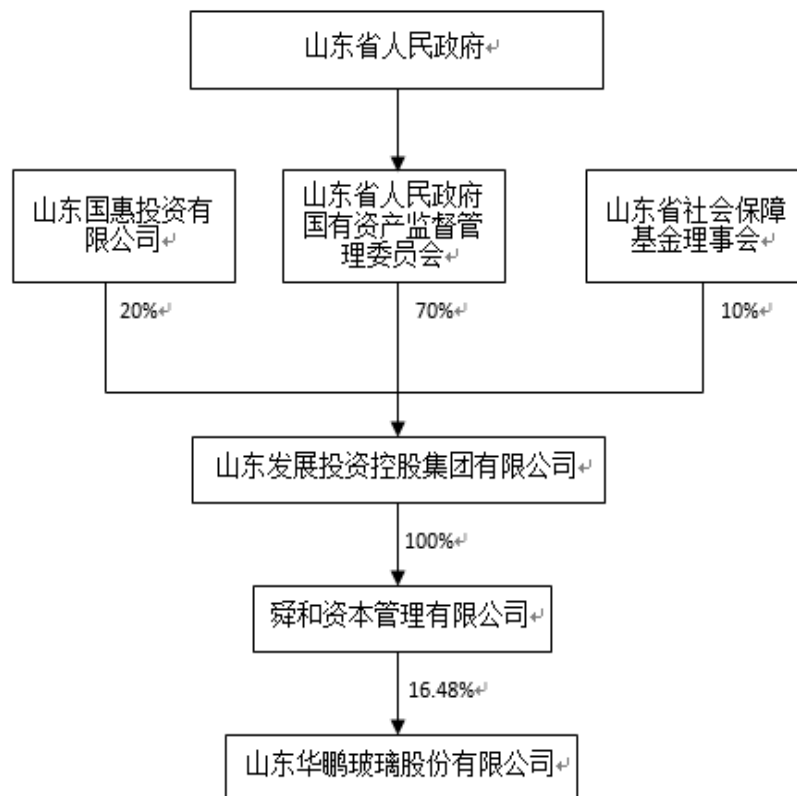 山东省人民政府↵
山东国惠投资有
限公司↵
山东省人民政府
国有资产监督管
理委员会↵
山东省社会保障
基金理事会↵
20%↵
70%↵
10%↵
山东发展投资控股集团有限公司↵
100%↵
舜和资本管理有限公司↵
16.48%↵
山东华鹏玻璃股份有限公司↵